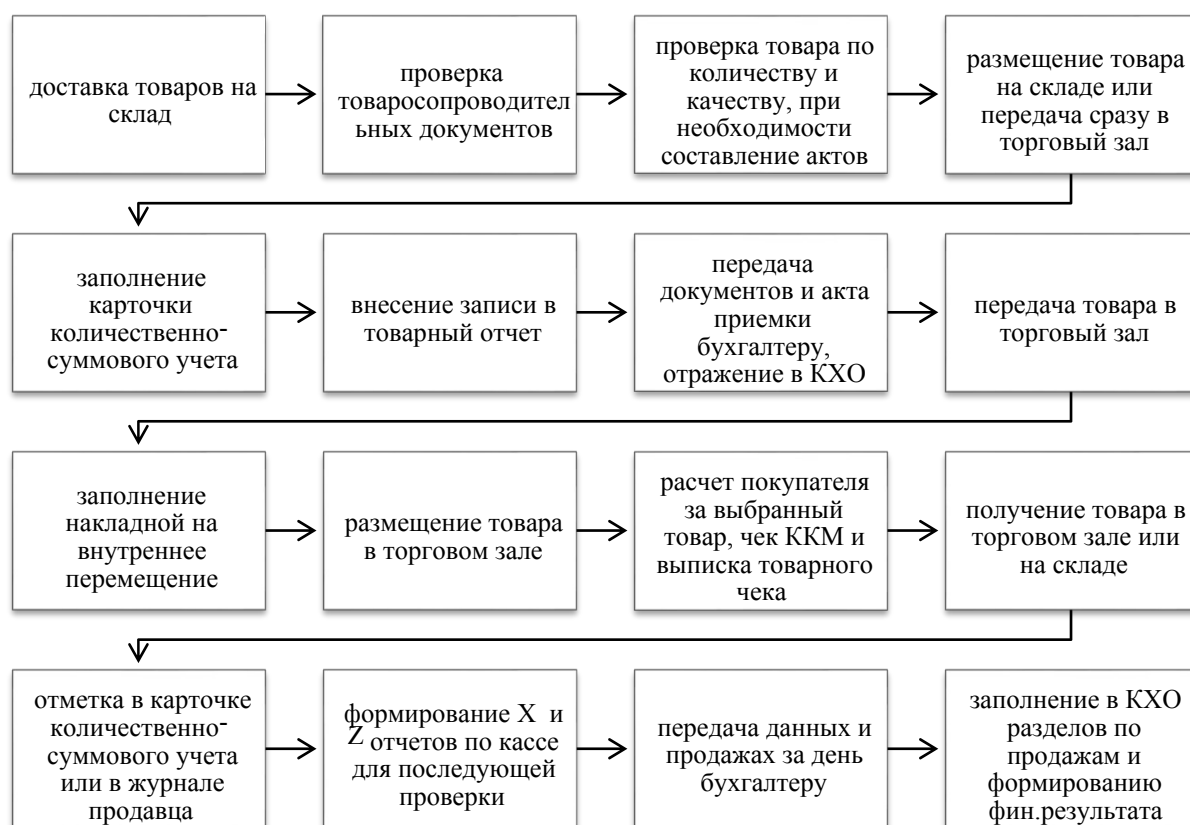 доставка товаров на
склад
проверка
товаросопроводител
ьных документов
проверка товара по
количеству и
качеству, при
необходимости
составление актов
размещение товара
на складе или
передача сразу в
торговый зал
заполнение
карточки
количественно-
суммового учета
внесение записи в
товарный отчет
передача
документов и акта
приемки
бухгалтеру,
отражение в КХО
передача товара в
торговый зал
заполнение
накладной на
внутреннее
перемещение
размещение товара
в торговом зале
расчет покупателя
за выбранный
товар, чек ККМ и
выписка товарного
чека
получение товара в
торговом зале или
на складе
отметка в карточке
количественно-
суммового учета
или в журнале
продавца
формирование X и
Z отчетов по кассе
для последующей
проверки
передача данных и
продажах за день
бухгалтеру
заполнение в КХО
разделов по
продажам и
формированию
фин.результата